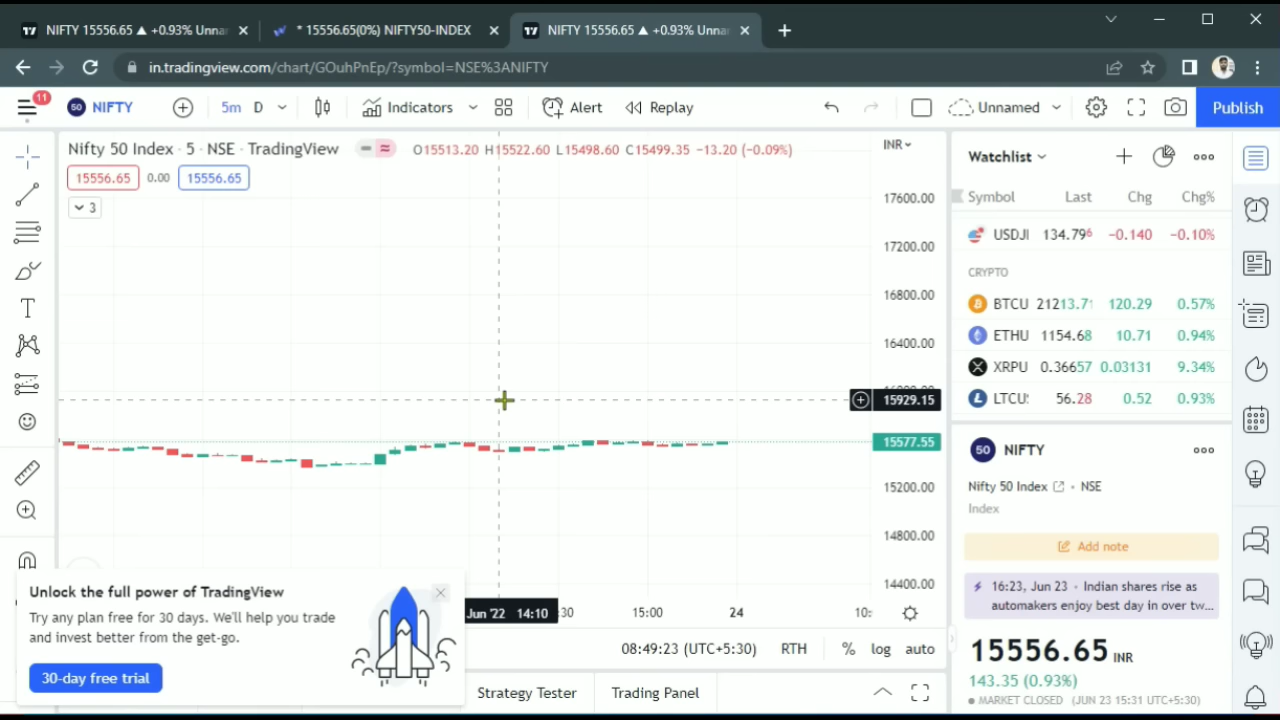 NIFTY 15556.65 ▲ +0.93% Unna
* 15556.65(0%) NIFTY50-INDEX
NIFTY 15556.65 ▲ +0.93% Unna
in.tradingview.com/chart/GOuhPnEp/?symbol=NSE%3ANIFTY
11
50 NIFTY
5m D
Indicators
Alert
Replay
Unnamed
Publish
Nifty 50 Index · 5 · NSE · TradingView
O15513.20 H15522.60 L15498.60 C15499.35 −13.20 (−0.09%)
15556.65 0.00 15556.65
3
INR
17600.00
17200.00
16800.00
16400.00
15929.15
15577.55
15200.00
14800.00
14400.00
Jun '22 14:10 :30 15:00 24 10:
08:49:23 (UTC+5:30) RTH % log auto
Strategy Tester Trading Panel
Unlock the full power of TradingView
Try any plan free for 30 days. We'll help you trade
and invest better from the get-go.
30-day free trial
Watchlist
Symbol Last Chg Chg%
USDJ 134.796 −0.140 −0.10%
CRYPTO
BTCU 21213.71 120.29 0.57%
ETHU 1154.68 10.71 0.94%
XRPU 0.36657 0.03131 9.34%
LTCU 56.28 0.52 0.93%
50 NIFTY
Nifty 50 Index · NSE
Index
Add note
16:23, Jun 23 · Indian shares rise as
automakers enjoy best day in over tw...
15556.65 INR
143.35 (0.93%)
MARKET CLOSED (JUN 23 15:31 UTC+5:30)